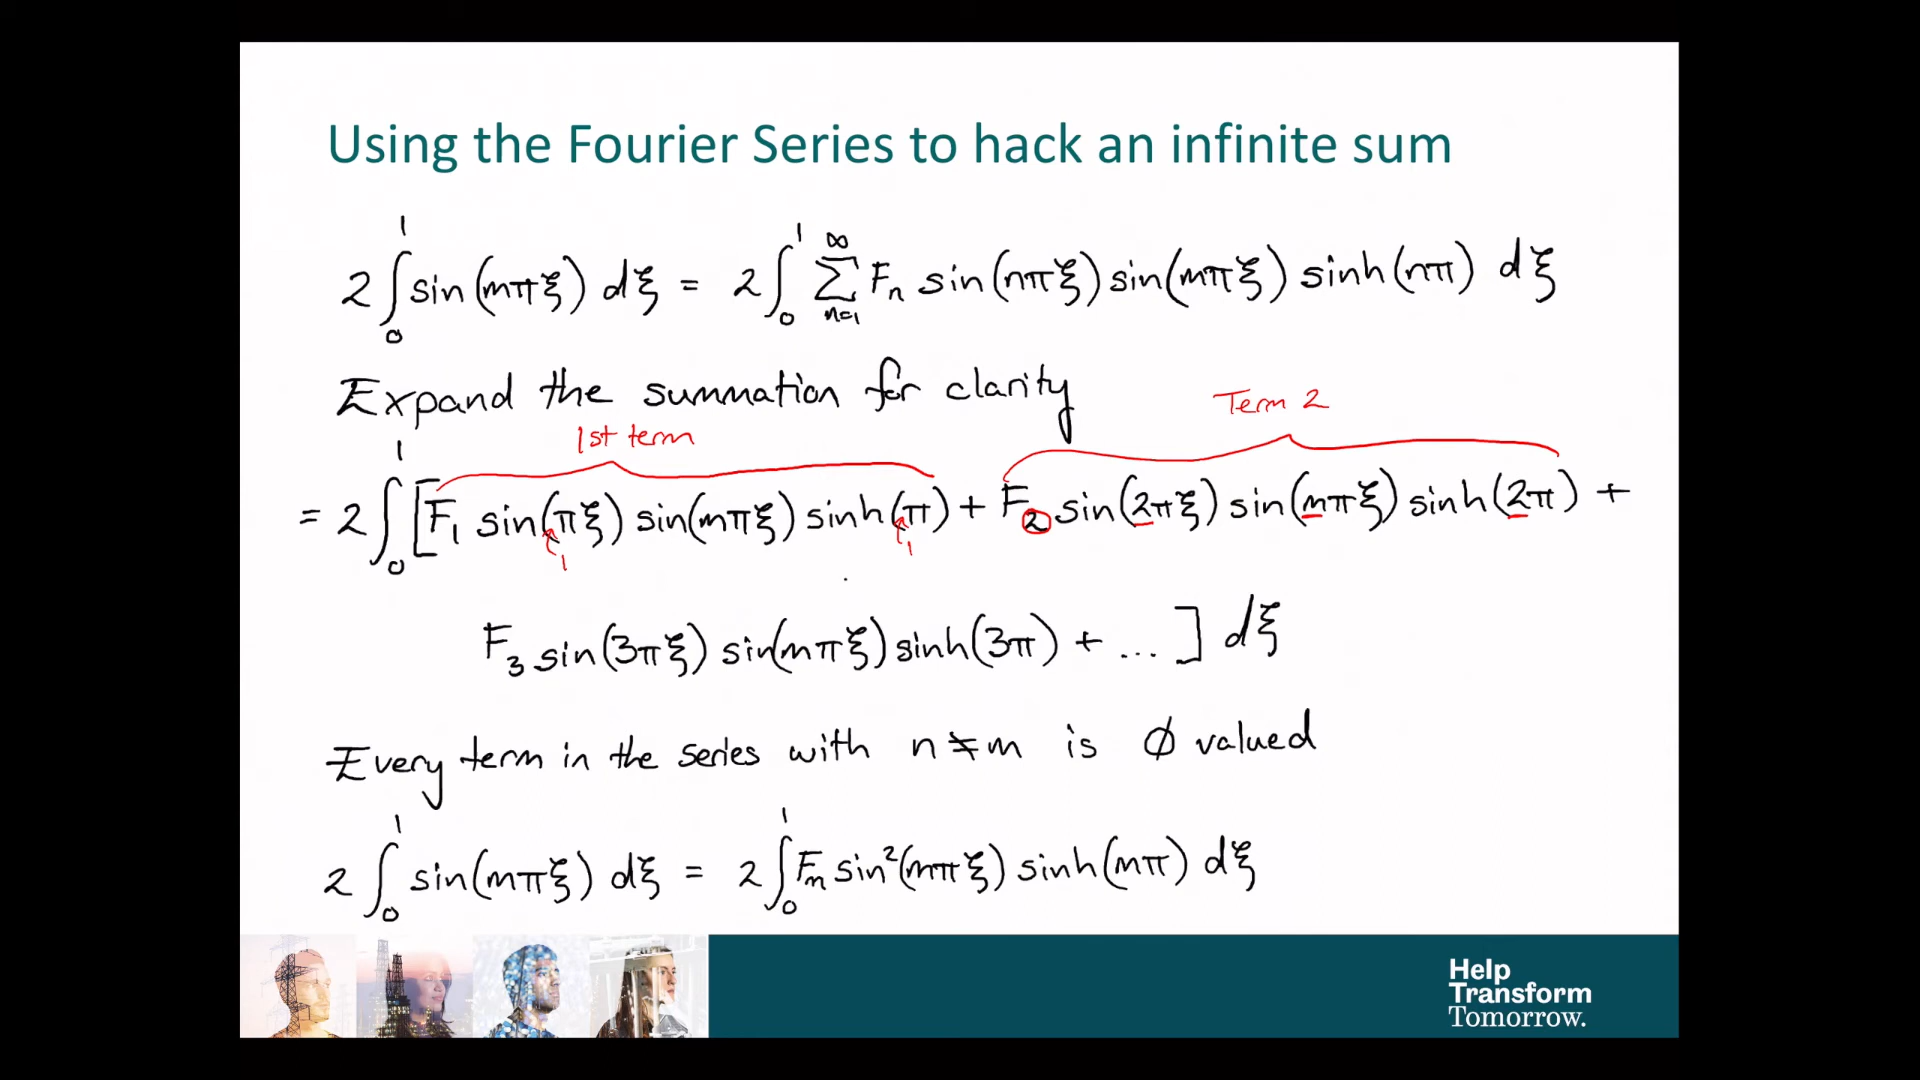 Using the Fourier Series to hack an infinite sum
2 ∫₀¹ sin(mπξ) dξ = 2 ∫₀¹ ∑ₙ₌₁^∞ Fₙ sin(nπξ) sin(mπξ) sinh(nπ) dξ
Expand the summation for clarity
1st term Term 2
= 2 ∫₀¹ [F₁ sin(πξ) sin(mπξ) sinh(π) + F₂ sin(2πξ) sin(mπξ) sinh(2π) +
1 1
F₃ sin(3πξ) sin(mπξ) sinh(3π) + ... ] dξ
Every term in the series with n ≠ m is ∅ valued
2 ∫₀¹ sin(mπξ) dξ = 2 ∫₀¹ Fₘ sin²(mπξ) sinh(mπ) dξ
Help
Transform
Tomorrow.